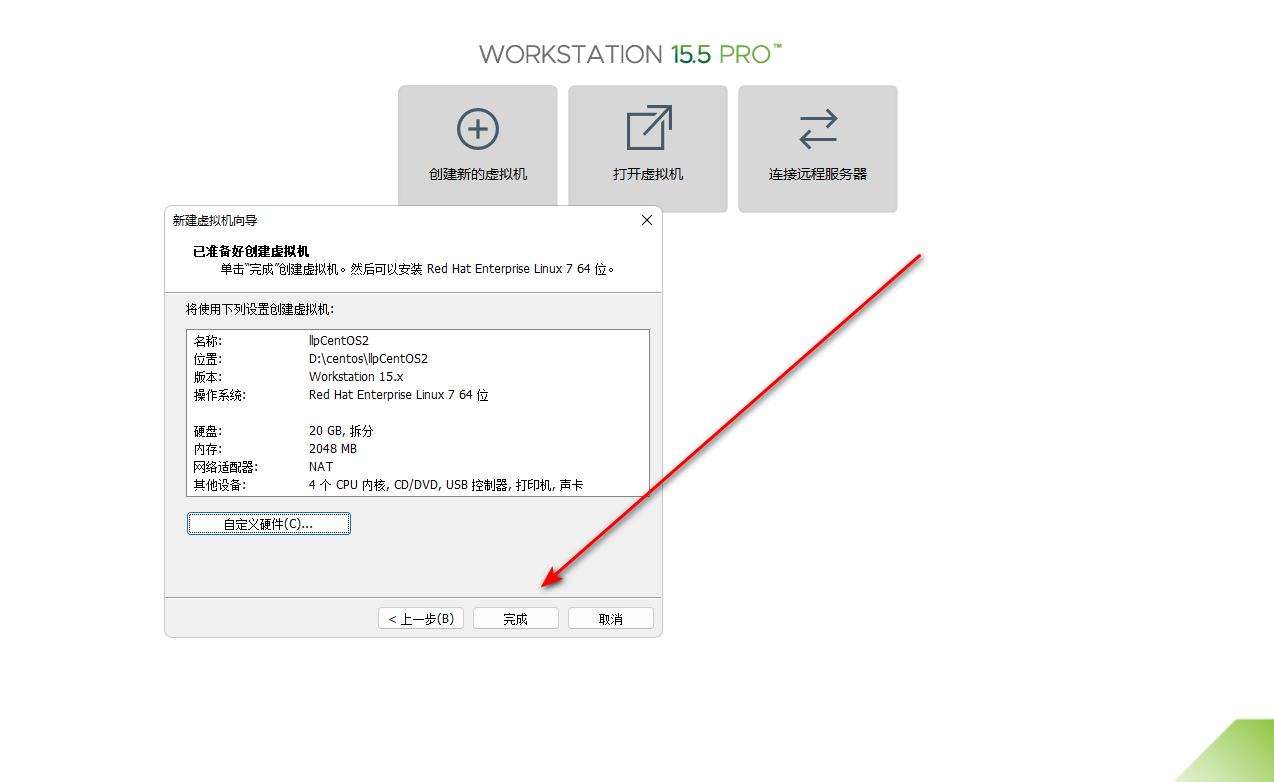 WORKSTATION 15.5 PRO™
创建新的虚拟机
打开虚拟机
连接远程服务器
新建虚拟机向导
已准备好创建虚拟机
单击“完成”创建虚拟机。然后可以安装 Red Hat Enterprise Linux 7 64 位。
将使用下列设置创建虚拟机:
名称: llpCentOS2
位置: D:\centos\llpCentOS2
版本: Workstation 15.x
操作系统: Red Hat Enterprise Linux 7 64 位
硬盘: 20 GB, 拆分
内存: 2048 MB
网络适配器: NAT
其他设备: 4 个 CPU 内核, CD/DVD, USB 控制器, 打印机, 声卡
自定义硬件(C)...
< 上一步(B)
完成
取消